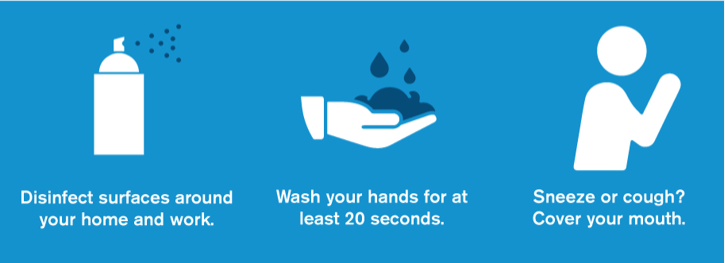 Disinfect surfaces around
your home and work.
Wash your hands for at
least 20 seconds.
Sneeze or cough?
Cover your mouth.